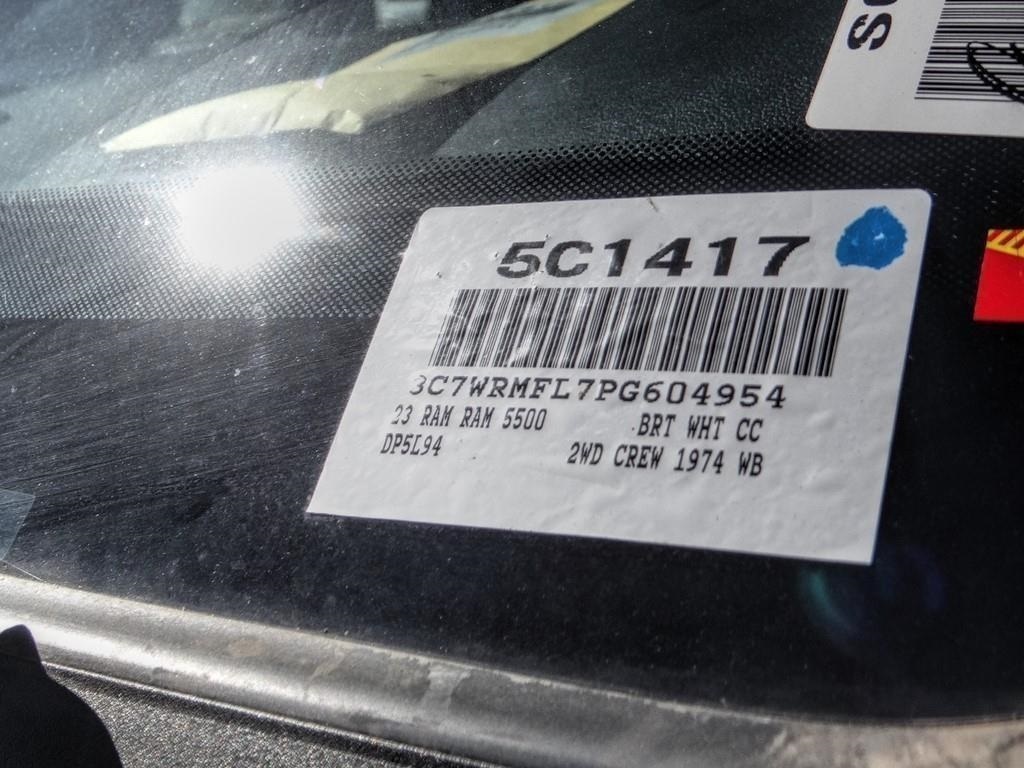 5C1417
3C7WRMFL7PG604954
23 RAM RAM 5500 BRT WHT CC
DP5L94 2WD CREW 1974 WB